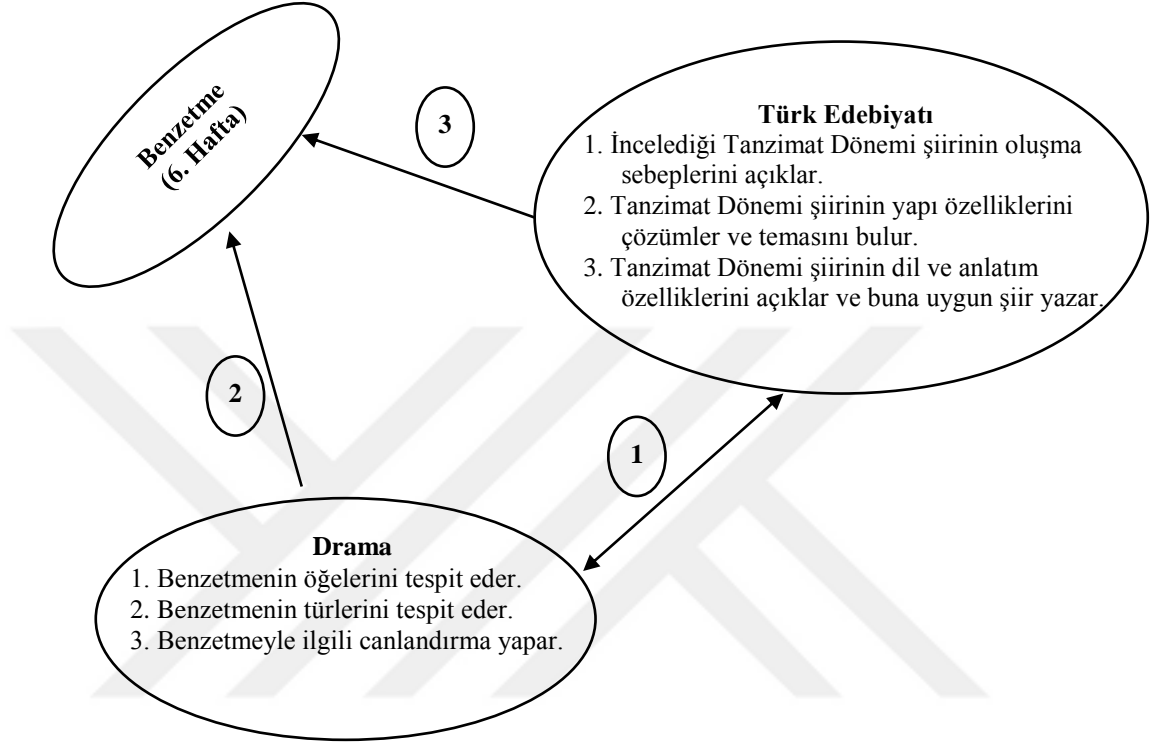 Benzetme
(6. Hafta)
3
Türk Edebiyatı
1. İncelediği Tanzimat Dönemi şiirinin oluşma
sebeplerini açıklar.
2. Tanzimat Dönemi şiirinin yapı özelliklerini
çözümler ve temasını bulur.
3. Tanzimat Dönemi şiirinin dil ve anlatım
özelliklerini açıklar ve buna uygun şiir yazar.
2
1
Drama
1. Benzetmenin öğelerini tespit eder.
2. Benzetmenin türlerini tespit eder.
3. Benzetmeyle ilgili canlandırma yapar.